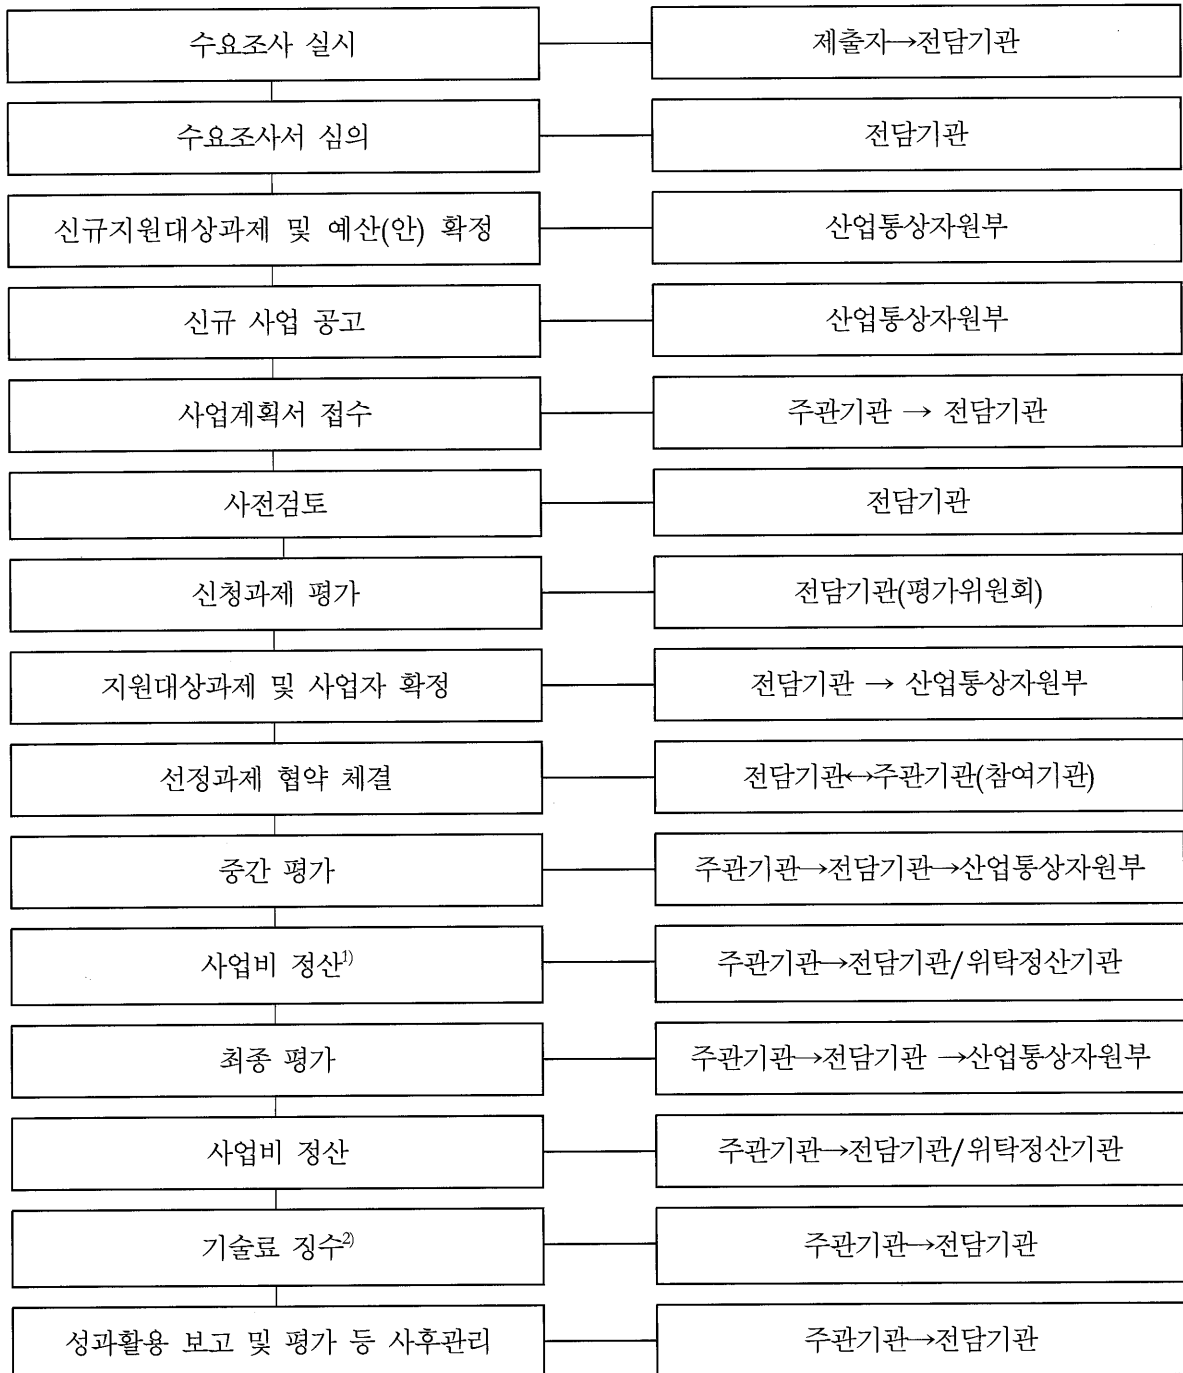 수요조사 실시
제출자→전담기관
수요조사서 심의
전담기관
신규지원대상과제 및 예산(안) 확정
산업통상자원부
신규 사업 공고
산업통상자원부
사업계획서 접수
주관기관 → 전담기관
사전검토
전담기관
신청과제 평가
전담기관(평가위원회)
지원대상과제 및 사업자 확정
전담기관 → 산업통상자원부
선정과제 협약 체결
전담기관↔주관기관(참여기관)
중간 평가
주관기관→전담기관→산업통상자원부
사업비 정산¹⁾
주관기관→전담기관/위탁정산기관
최종 평가
주관기관→전담기관 →산업통상자원부
사업비 정산
주관기관→전담기관/위탁정산기관
기술료 징수²⁾
주관기관→전담기관
성과활용 보고 및 평가 등 사후관리
주관기관→전담기관